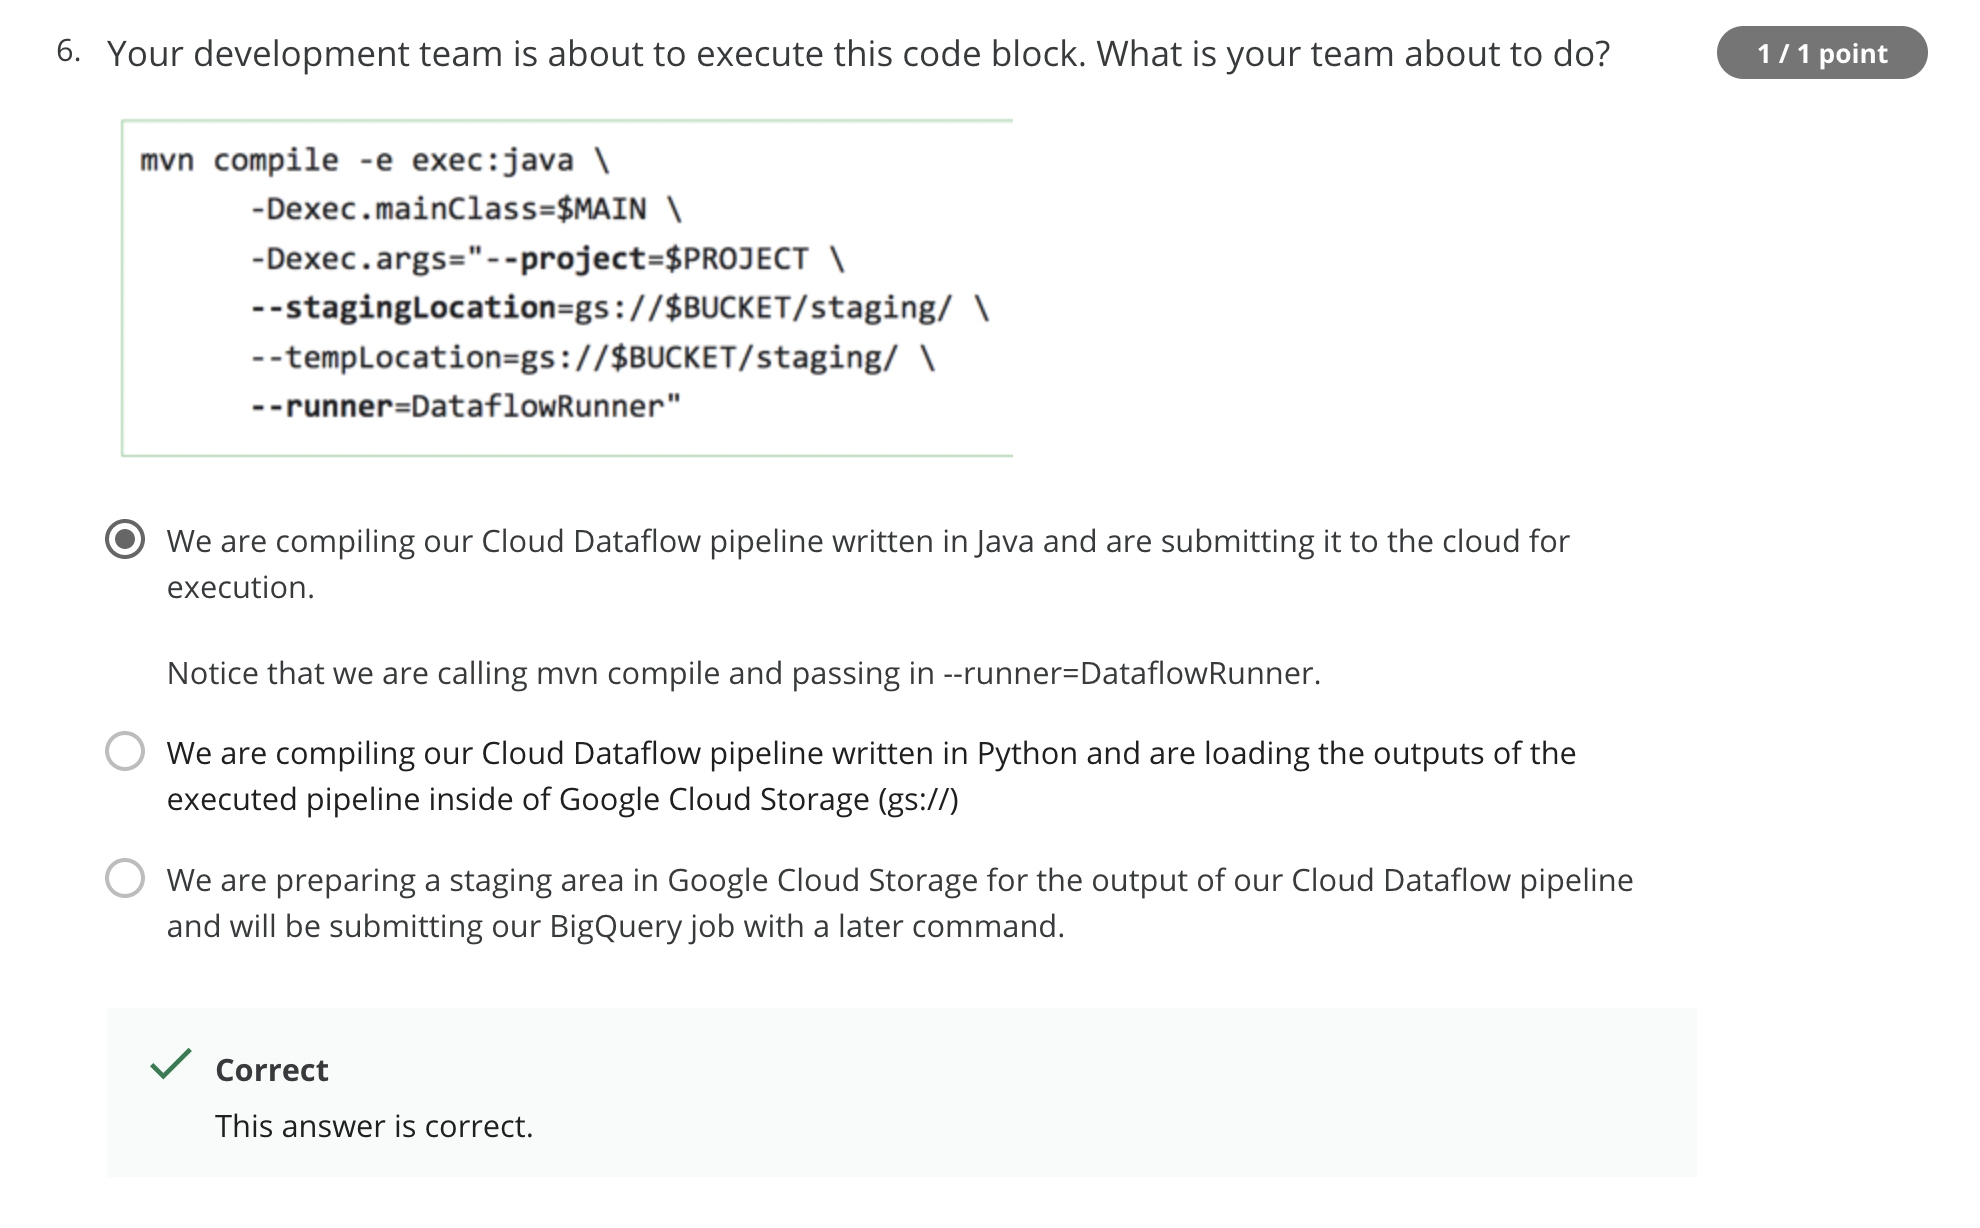 6. Your development team is about to execute this code block. What is your team about to do?
1 / 1 point
mvn compile -e exec:java \
-Dexec.mainClass=$MAIN \
-Dexec.args="--project=$PROJECT \
--stagingLocation=gs://$BUCKET/staging/ \
--tempLocation=gs://$BUCKET/staging/ \
--runner=DataflowRunner"
We are compiling our Cloud Dataflow pipeline written in Java and are submitting it to the cloud for
execution.
Notice that we are calling mvn compile and passing in --runner=DataflowRunner.
We are compiling our Cloud Dataflow pipeline written in Python and are loading the outputs of the
executed pipeline inside of Google Cloud Storage (gs://)
We are preparing a staging area in Google Cloud Storage for the output of our Cloud Dataflow pipeline
and will be submitting our BigQuery job with a later command.
Correct
This answer is correct.